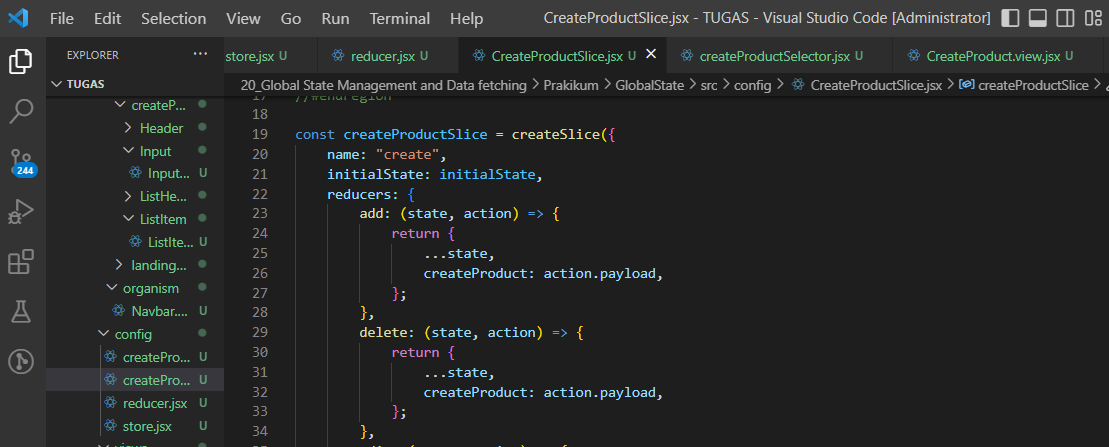 File Edit Selection View Go Run Terminal Help CreateProductSlice.jsx - TUGAS - Visual Studio Code [Administrator]
EXPLORER ···
store.jsx U reducer.jsx U CreateProductSlice.jsx U × createProductSelector.jsx U CreateProduct.view.jsx U
TUGAS
20_Global State Management and Data fetching > Prakikum > GlobalState > src > config > CreateProductSlice.jsx > createProductSlice
createP...
Header
Input
Input... U
ListHe...
ListItem
ListIte... U
landing...
organism
Navbar.... U
config
createPro... U
createPro... U
reducer.jsx U
store.jsx U
views
244
17 //#endregion
18
19 const createProductSlice = createSlice({
20 name: "create",
21 initialState: initialState,
22 reducers: {
23 add: (state, action) => {
24 return {
25 ...state,
26 createProduct: action.payload,
27 };
28 },
29 delete: (state, action) => {
30 return {
31 ...state,
32 createProduct: action.payload,
33 };
34 },